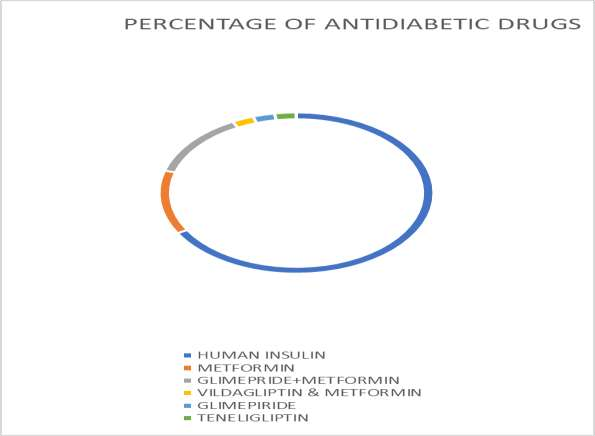 PERCENTAGE OF ANTIDIABETIC DRUGS
HUMAN INSULIN
METFORMIN
GLIMEPRIDE+METFORMIN
VILDAGLIPTIN & METFORMIN
GLIMEPIRIDE
TENELIGLIPTIN